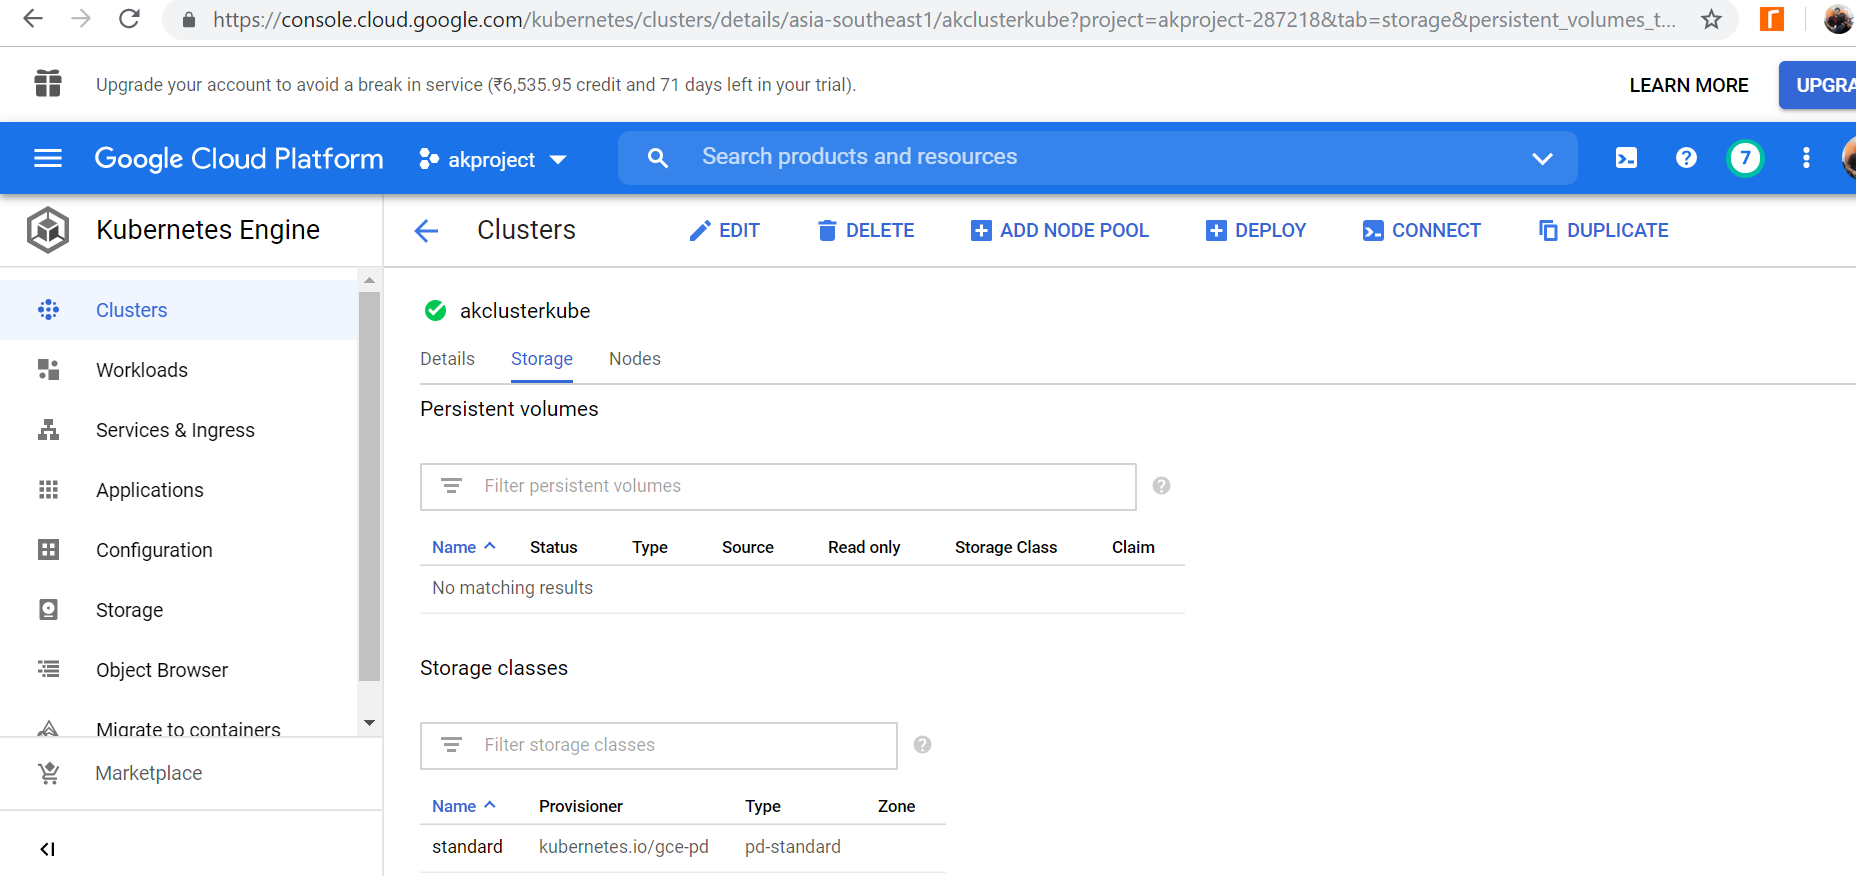 https://console.cloud.google.com/kubernetes/clusters/details/asia-southeast1/akclusterkube?project=akproject-287218&tab=storage&persistent_volumes_t...
Upgrade your account to avoid a break in service (₹6,535.95 credit and 71 days left in your trial).
LEARN MORE
UPGRA
Google Cloud Platform
akproject
Search products and resources
7
Kubernetes Engine
Clusters
EDIT
DELETE
ADD NODE POOL
DEPLOY
CONNECT
DUPLICATE
Clusters
Workloads
Services & Ingress
Applications
Configuration
Storage
Object Browser
Migrate to containers
Marketplace
akclusterkube
Details Storage Nodes
Persistent volumes
Filter persistent volumes
Name Status Type Source Read only Storage Class Claim
No matching results
Storage classes
Filter storage classes
Name Provisioner Type Zone
standard kubernetes.io/gce-pd pd-standard